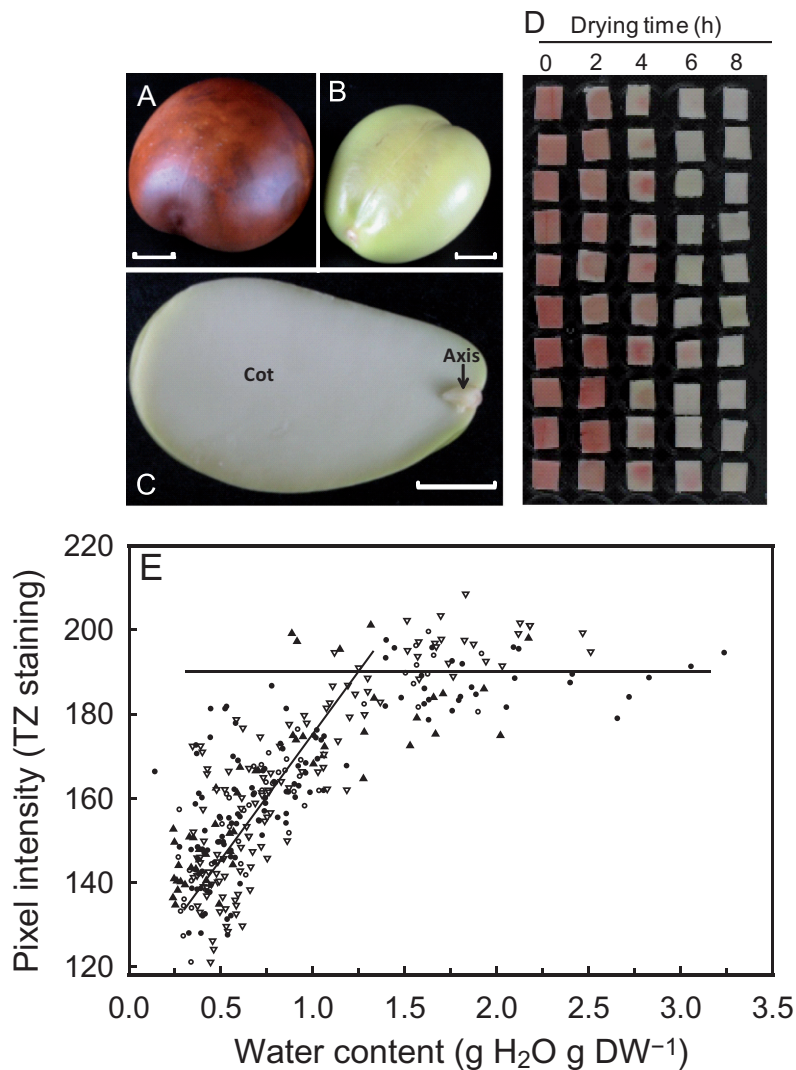 A
B
D
Drying time (h)
0 2 4 6 8
Cot
Axis
C
E
Pixel intensity (TZ staining)
220
200
180
160
140
120
0.0 0.5 1.0 1.5 2.0 2.5 3.0 3.5
Water content (g H₂O g DW⁻¹)